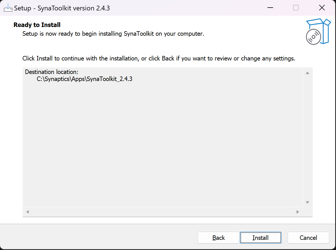 Setup - SynaToolkit version 2.4.3
Ready to Install
Setup is now ready to begin installing SynaToolkit on your computer.
Click Install to continue with the installation, or click Back if you want to review or change any settings.
Destination location:
C:\Synaptics\Apps\SynaToolkit_2.4.3
Back
Install
Cancel